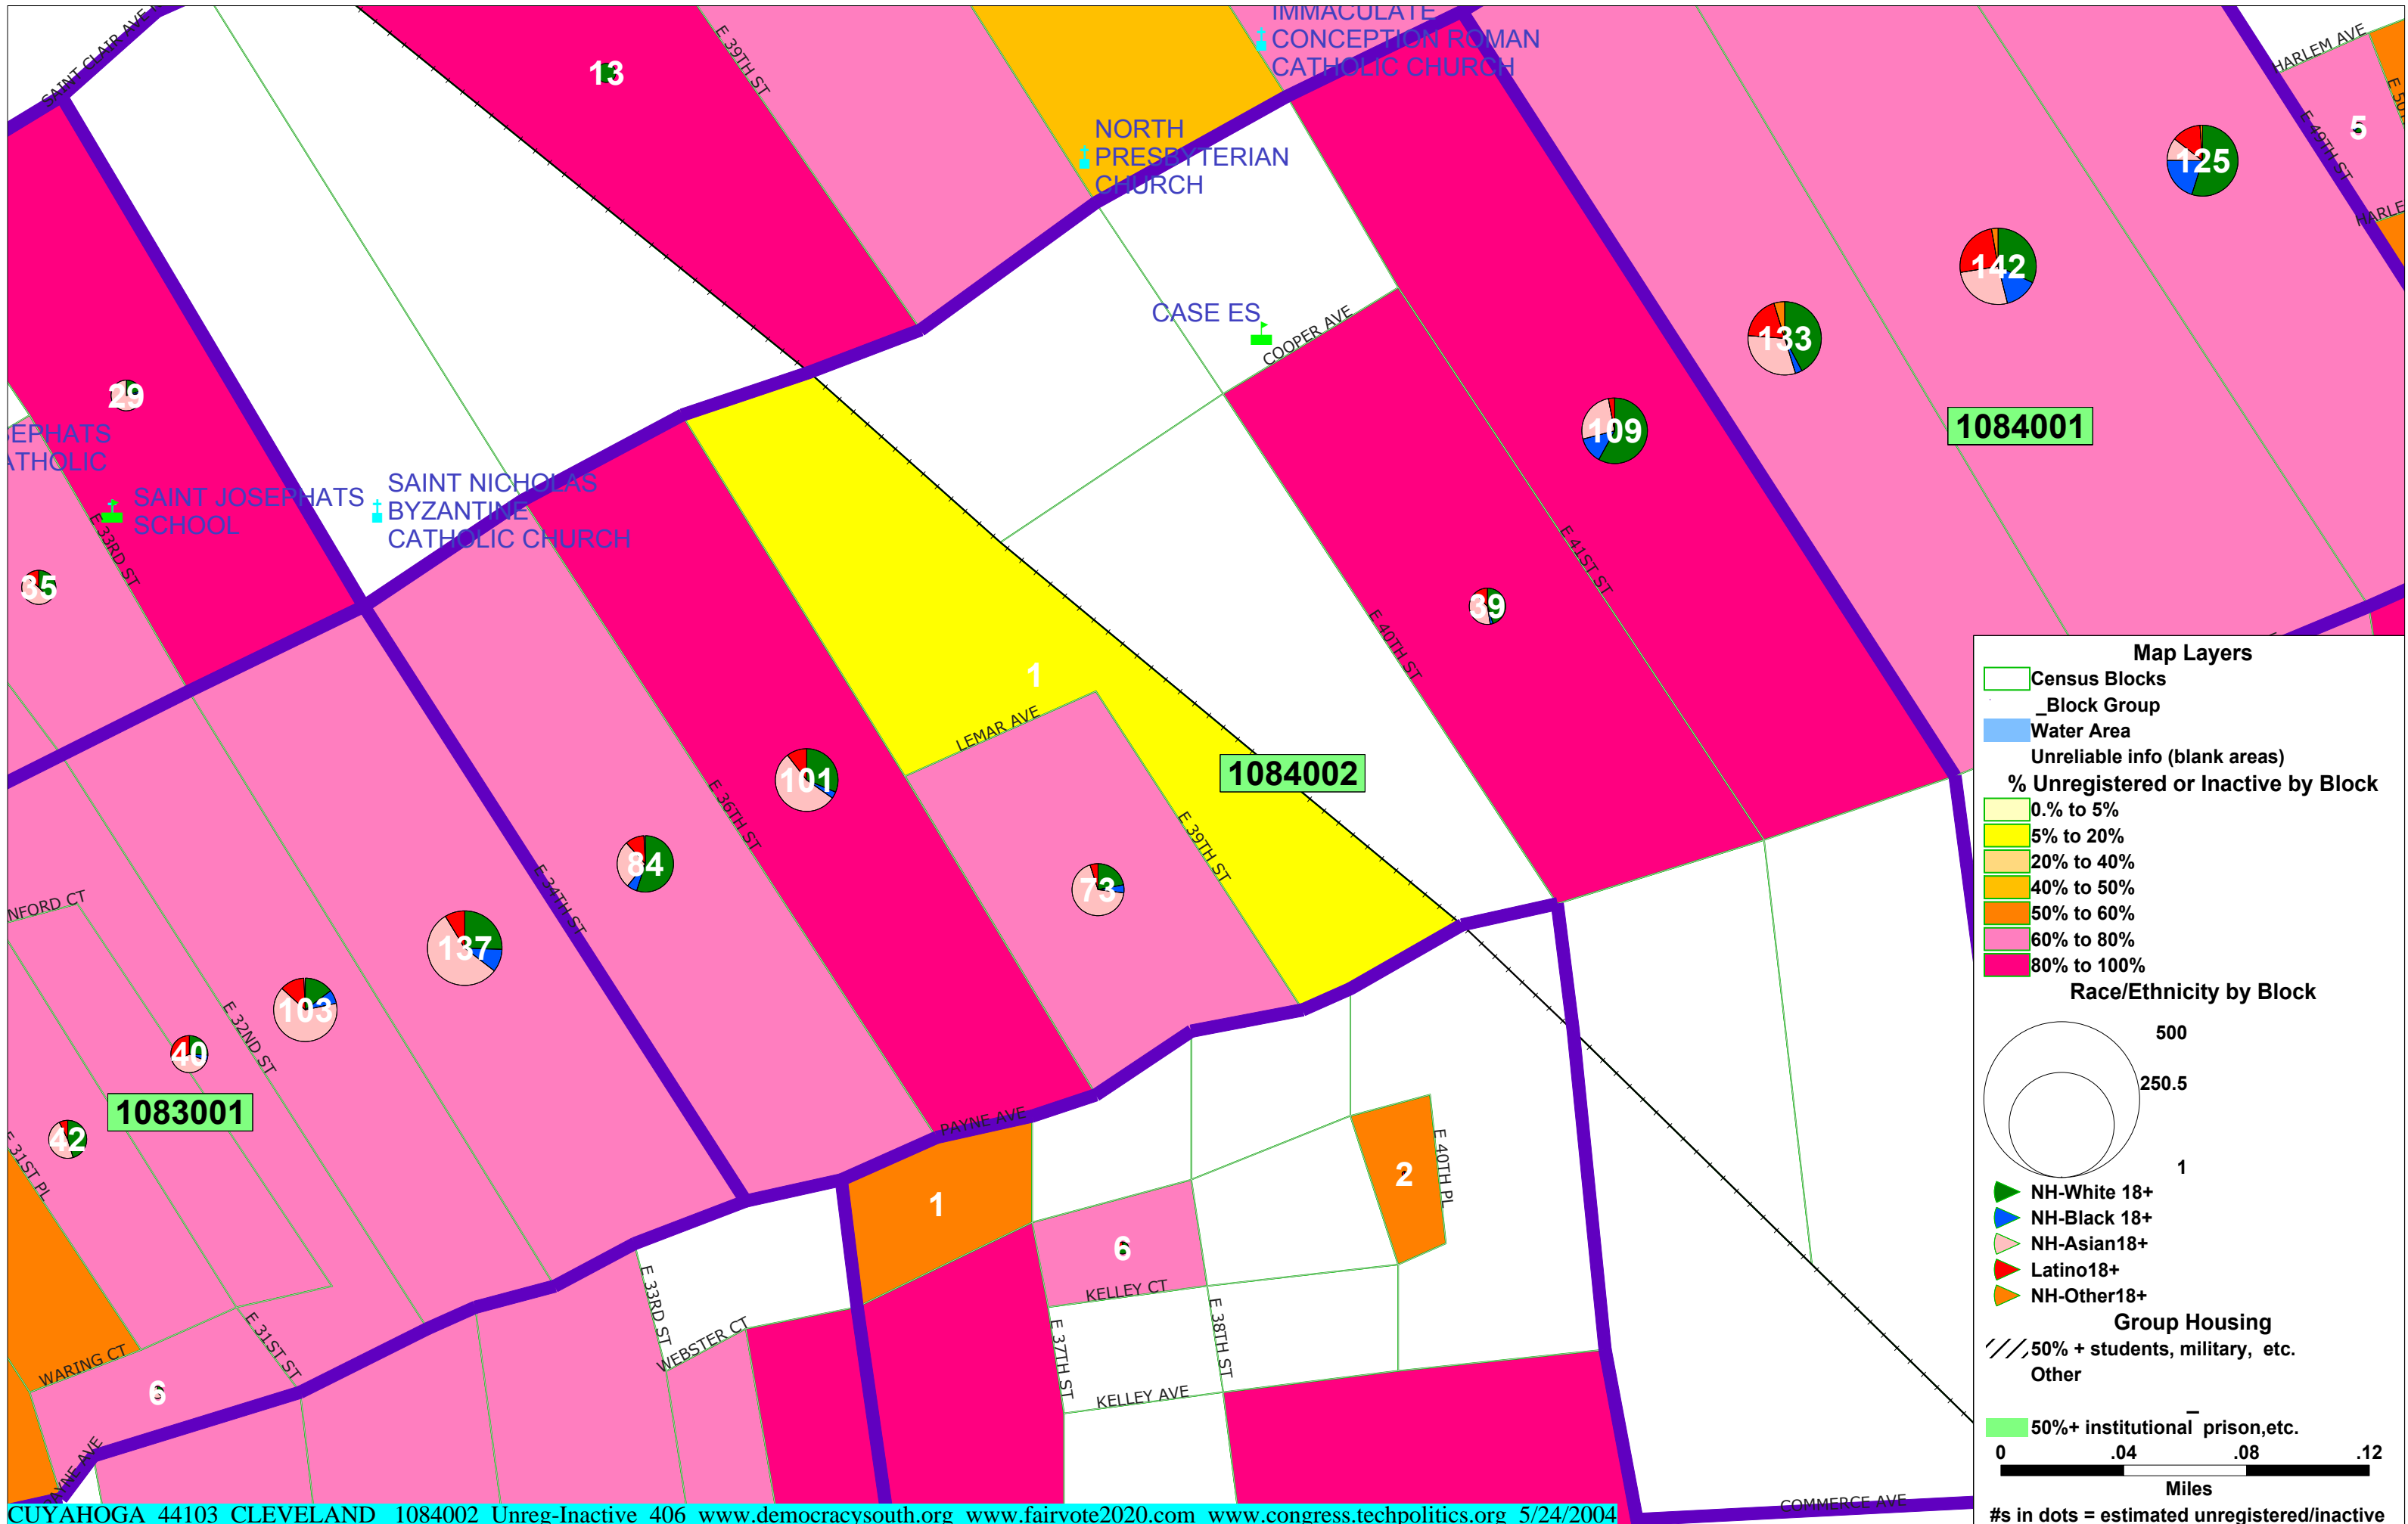 IMMACULATE
CONCEPTION ROMAN
CATHOLIC CHURCH
SAINT CLAIR AVE
E 39TH ST
13
HARLEM AVE
NORTH
PRESBYTERIAN
CHURCH
125
5
E 49TH ST
142
133
CASE ES
COOPER AVE
29
109
1084001
SEPHATS
ATHOLIC
SAINT JOSEPHATS
SCHOOL
SAINT NICHOLAS
BYZANTINE
CATHOLIC CHURCH
E 33RD ST
35
E 41ST ST
39
E 40TH ST
1
LEMAR AVE
1084002
101
E 36TH ST
84
E 39TH ST
73
E 34TH ST
NFORD CT
137
103
E 32ND ST
40
1083001
42
E 31ST PL
PAYNE AVE
1
2
E 40TH PL
6
KELLEY CT
E 33RD ST
WEBSTER CT
E 37TH ST
E 38TH ST
KELLEY AVE
E 31ST ST
WARING CT
6
PAYNE AVE
COMMERCE AVE
Map Layers
Census Blocks
_Block Group
Water Area
Unreliable info (blank areas)
% Unregistered or Inactive by Block
0.% to 5%
5% to 20%
20% to 40%
40% to 50%
50% to 60%
60% to 80%
80% to 100%
Race/Ethnicity by Block
500
250.5
1
NH-White 18+
NH-Black 18+
NH-Asian18+
Latino18+
NH-Other18+
Group Housing
50% + students, military, etc.
Other
50%+ institutional_ prison,etc.
0 .04 .08 .12
Miles
#s in dots = estimated unregistered/inactive
CUYAHOGA 44103 CLEVELAND 1084002 Unreg-Inactive 406 www.democracysouth.org www.fairvote2020.com www.congress.techpolitics.org 5/24/2004